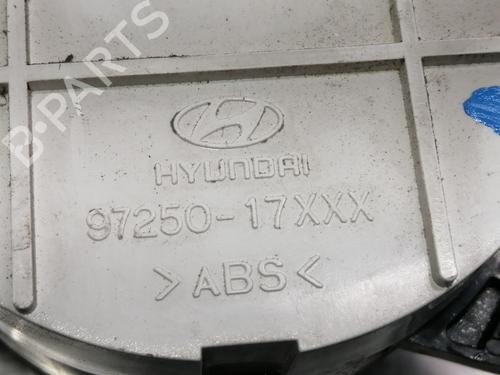 B-PARTS
HYUNDAI
97250-17XXX
>ABS<